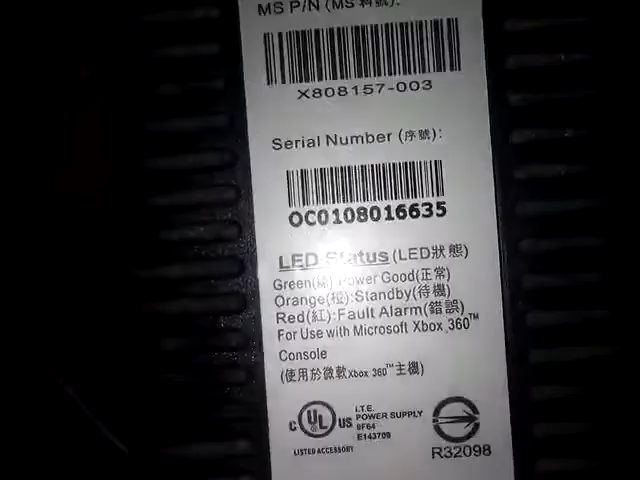 MS P/N (MS 料號):
X808157-003
Serial Number (序號):
OC0108016635
LED Status (LED狀態)
Green(綠):Power Good(正常)
Orange(橙):Standby(待機)
Red(紅):Fault Alarm(錯誤)
For Use with Microsoft Xbox 360™
Console
(使用於微軟Xbox 360™主機)
C UL US
I.T.E.
POWER SUPPLY
9F64
E143709
LISTED ACCESSORY
R32098